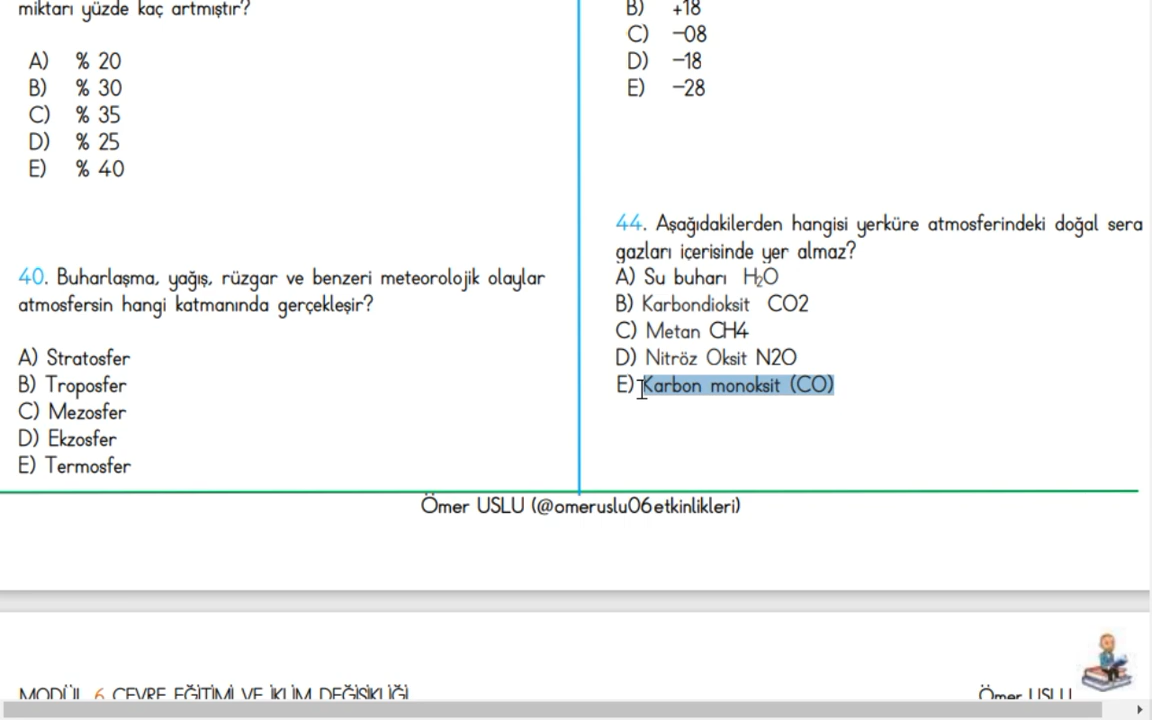 miktarı yüzde kaç artmıştır?
A) % 20
B) % 30
C) % 35
D) % 25
E) % 40
40. Buharlaşma, yağış, rüzgar ve benzeri meteorolojik olaylar
atmosfersin hangi katmanında gerçekleşir?
A) Stratosfer
B) Troposfer
C) Mezosfer
D) Ekzosfer
E) Termosfer
B) +18
C) −08
D) −18
E) −28
44. Aşağıdakilerden hangisi yerküre atmosferindeki doğal sera
gazları içerisinde yer almaz?
A) Su buharı H₂O
B) Karbondioksit CO2
C) Metan CH4
D) Nitröz Oksit N2O
E) Karbon monoksit (CO)
Ömer USLU (@omeruslu06etkinlikleri)
MODÜL 6 ÇEVRE EĞİTİMİ VE İKLİM DEĞİŞİKLİĞİ
Ömer USLU